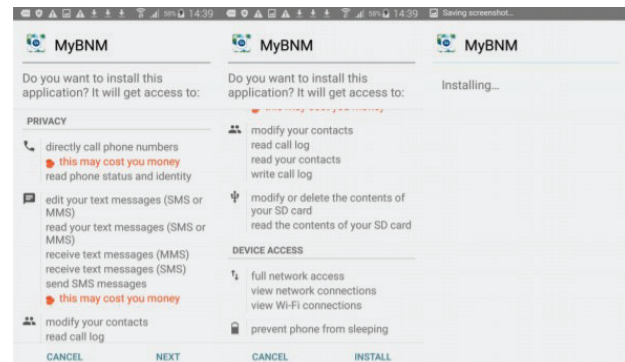 58% 14:39
MyBNM
Do you want to install this
application? It will get access to:
PRIVACY
directly call phone numbers
this may cost you money
read phone status and identity
edit your text messages (SMS or
MMS)
read your text messages (SMS or
MMS)
receive text messages (MMS)
receive text messages (SMS)
send SMS messages
this may cost you money
modify your contacts
read call log
CANCEL NEXT
58% 14:39
MyBNM
Do you want to install this
application? It will get access to:
this may cost you money
modify your contacts
read call log
read your contacts
write call log
modify or delete the contents of
your SD card
read the contents of your SD card
DEVICE ACCESS
full network access
view network connections
view Wi-Fi connections
prevent phone from sleeping
CANCEL INSTALL
Saving screenshot...
MyBNM
Installing...